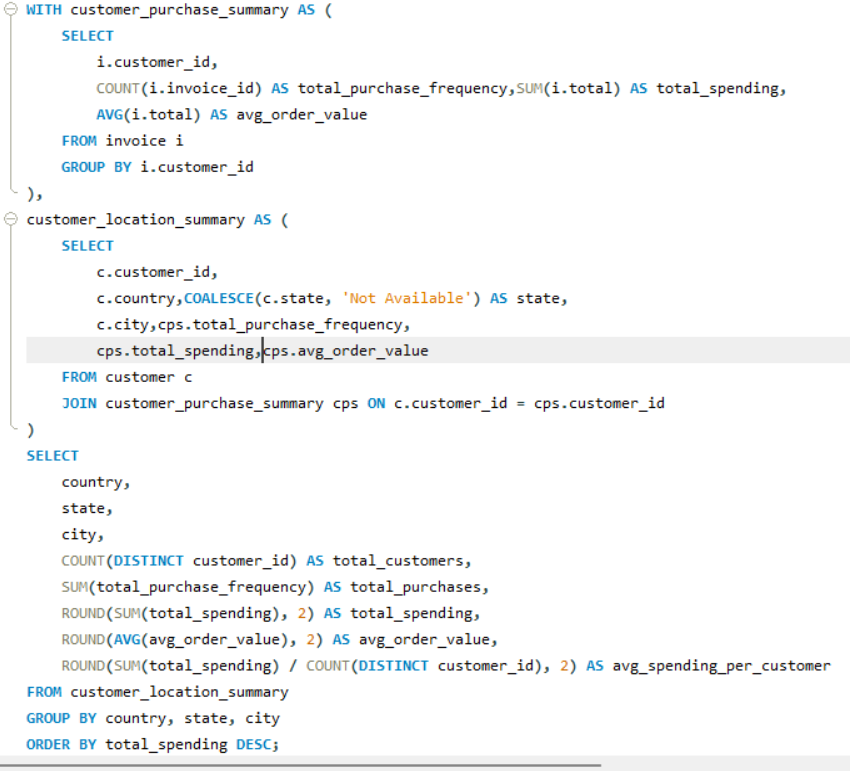 WITH customer_purchase_summary AS (
SELECT
i.customer_id,
COUNT(i.invoice_id) AS total_purchase_frequency,SUM(i.total) AS total_spending,
AVG(i.total) AS avg_order_value
FROM invoice i
GROUP BY i.customer_id
),
customer_location_summary AS (
SELECT
c.customer_id,
c.country,COALESCE(c.state, 'Not Available') AS state,
c.city,cps.total_purchase_frequency,
cps.total_spending,cps.avg_order_value
FROM customer c
JOIN customer_purchase_summary cps ON c.customer_id = cps.customer_id
)
SELECT
country,
state,
city,
COUNT(DISTINCT customer_id) AS total_customers,
SUM(total_purchase_frequency) AS total_purchases,
ROUND(SUM(total_spending), 2) AS total_spending,
ROUND(AVG(avg_order_value), 2) AS avg_order_value,
ROUND(SUM(total_spending) / COUNT(DISTINCT customer_id), 2) AS avg_spending_per_customer
FROM customer_location_summary
GROUP BY country, state, city
ORDER BY total_spending DESC;